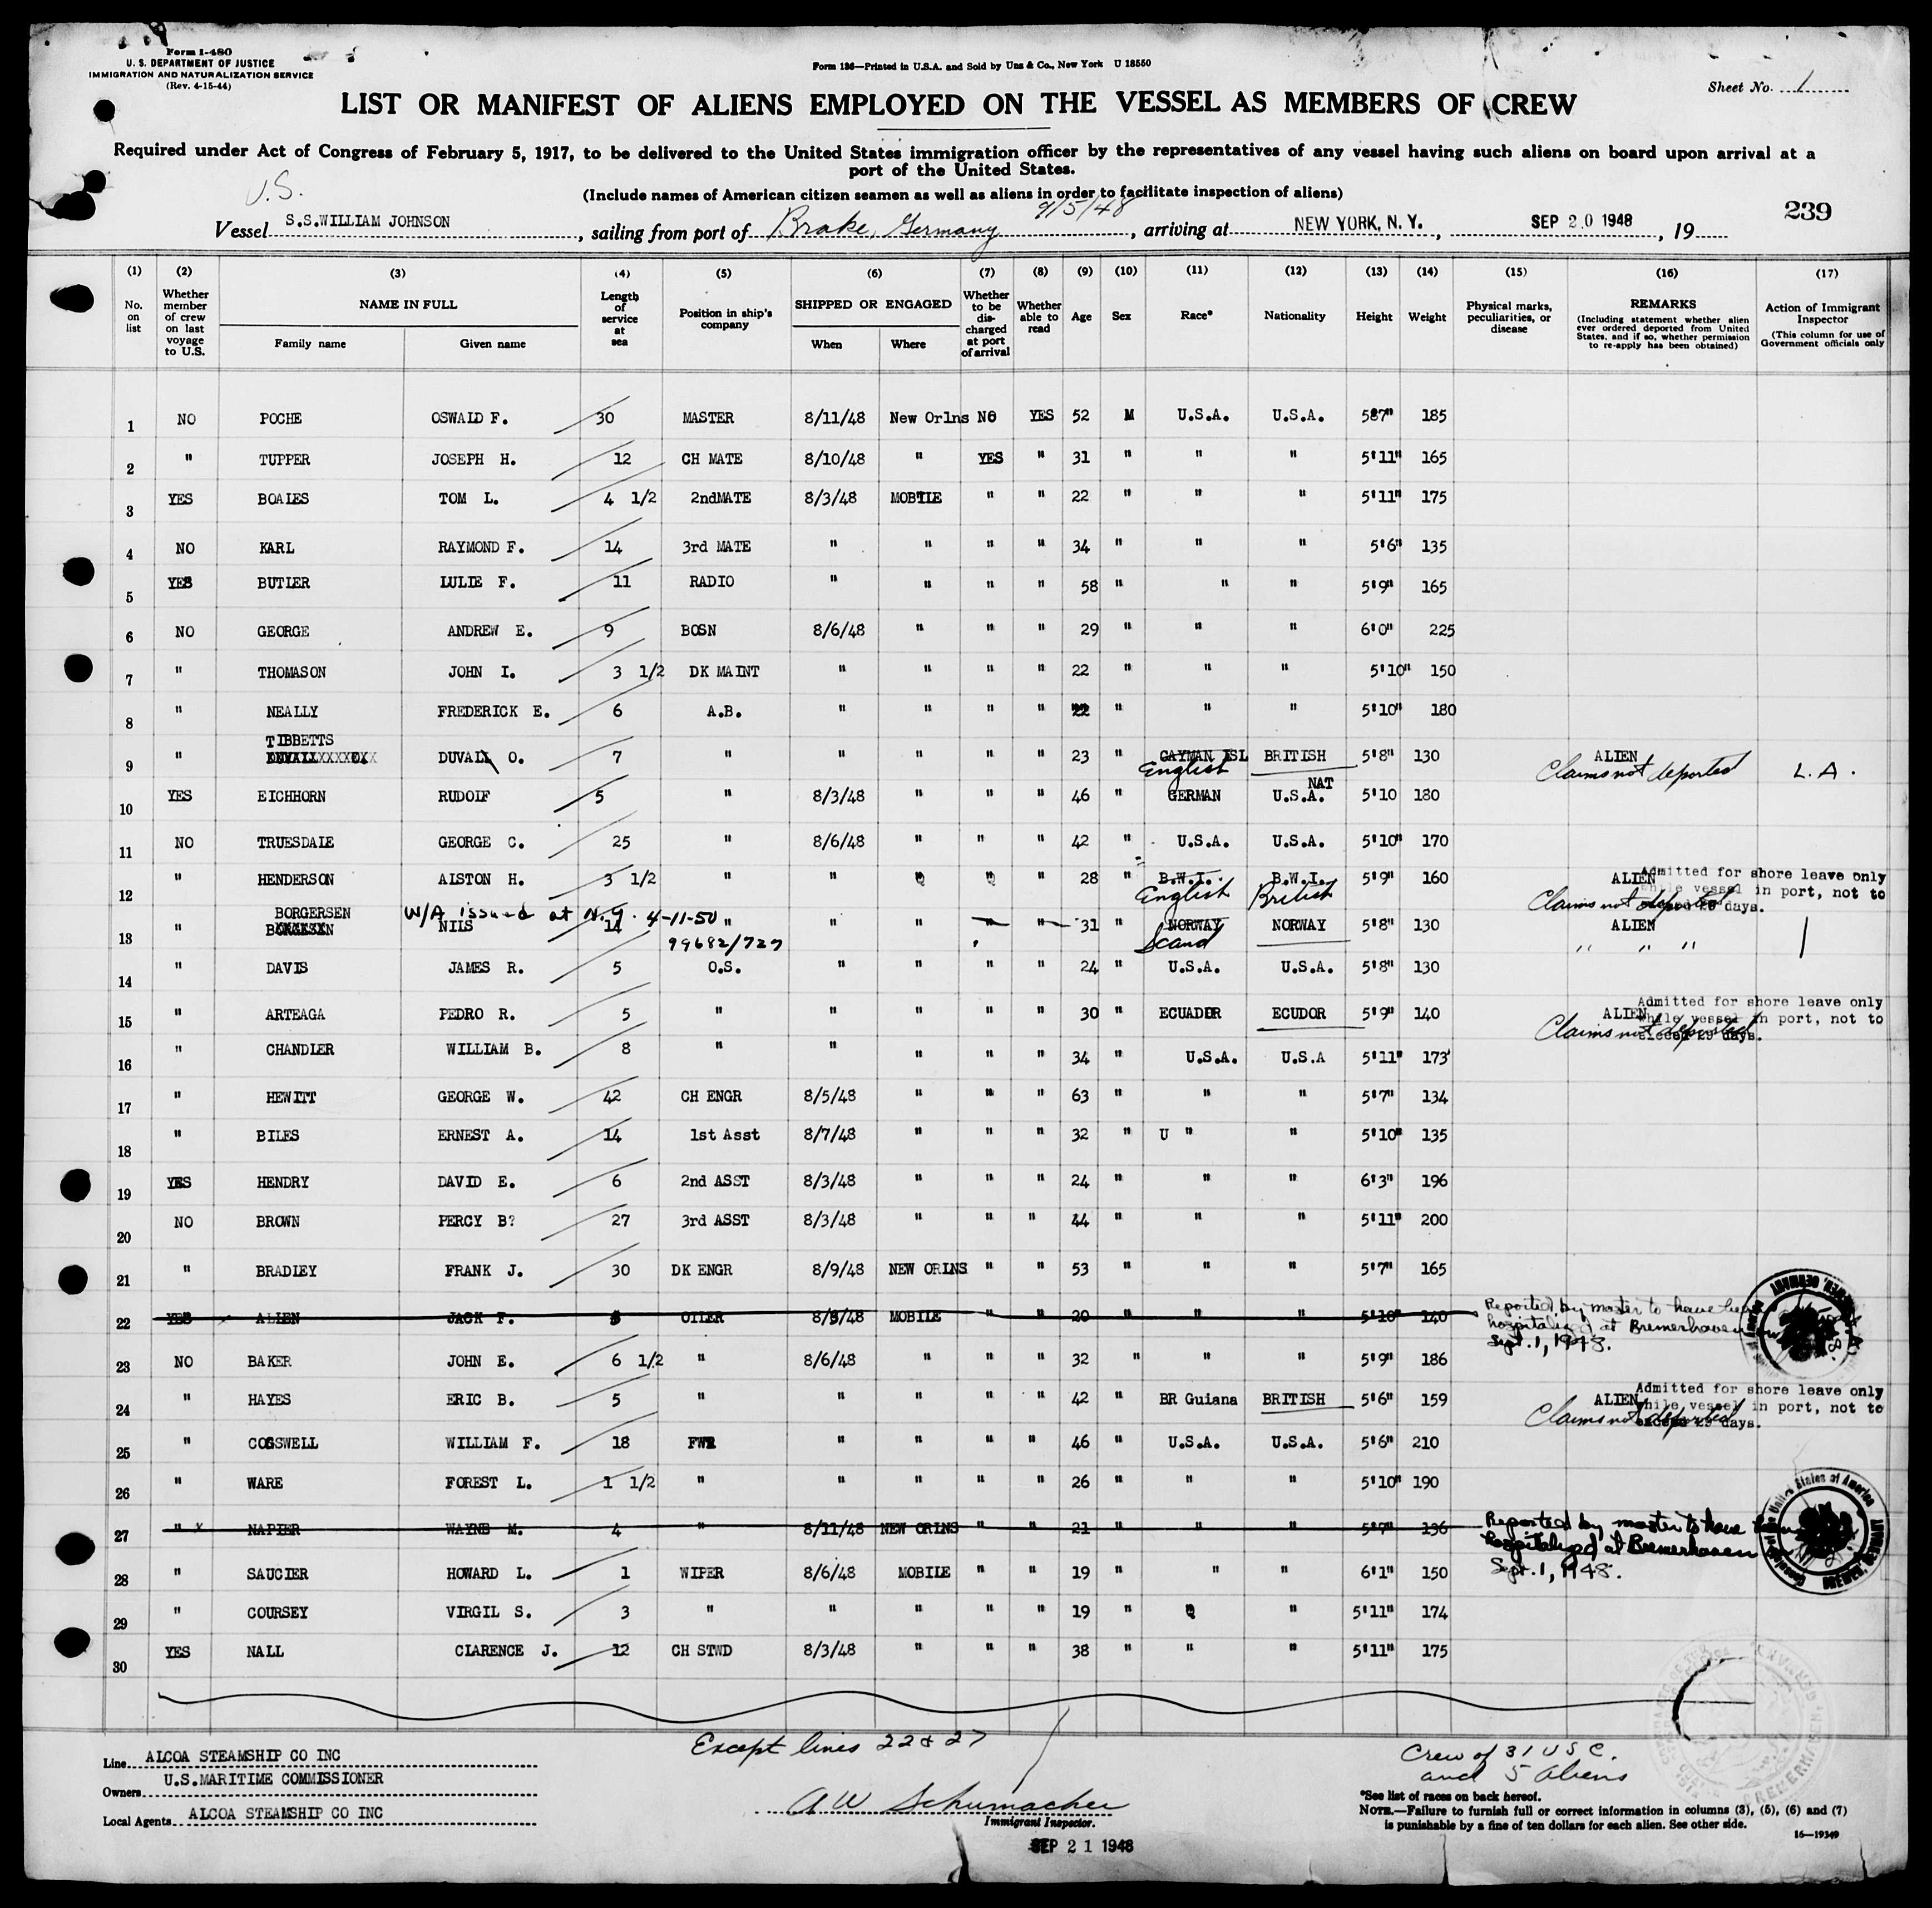 Form I-480
U. S. DEPARTMENT OF JUSTICE
IMMIGRATION AND NATURALIZATION SERVICE
(Rev. 4-15-44)
Form 136—Printed in U.S.A. and Sold by Unz & Co., New York U 18550
Sheet No. 1
LIST OR MANIFEST OF ALIENS EMPLOYED ON THE VESSEL AS MEMBERS OF CREW
Required under Act of Congress of February 5, 1917, to be delivered to the United States immigration officer by the representatives of any vessel having such aliens on board upon arrival at a
port of the United States.
(Include names of American citizen seamen as well as aliens in order to facilitate inspection of aliens)
U.S.
9/5/48
239
Vessel S.S.WILLIAM JOHNSON, sailing from port of Brake, Germany, arriving at NEW YORK, N.Y., SEP 20 1948, 19
(1) (2) (3) (4) (5) (6) (7) (8) (9) (10) (11) (12) (13) (14) (15) (16) (17)
No. on list
Whether member of crew on last voyage to U.S.
NAME IN FULL
Family name
Given name
Length of service at sea
Position in ship's company
SHIPPED OR ENGAGED
When
Where
Whether to be discharged at port of arrival
Whether able to read
Age
Sex
Race*
Nationality
Height
Weight
Physical marks, peculiarities, or disease
REMARKS
(Including statement whether alien ever ordered deported from United States, and if so, whether permission to re-apply has been obtained)
Action of Immigrant Inspector
(This column for use of Government officials only
1 NO POCHE OSWALD F. 30 MASTER 8/11/48 New Orlns NO YES 52 M U.S.A. U.S.A. 5'7" 185
2 " TUPPER JOSEPH H. 12 CH MATE 8/10/48 " YES " 31 " " " 5'11" 165
3 YES BOALES TOM L. 4 1/2 2ndMATE 8/3/48 MOBILE " " 22 " " " 5'11" 175
4 NO KARL RAYMOND F. 14 3rd MATE " " " " 34 " " " 5'6" 135
5 YES BUTLER LULIE F. 11 RADIO " " " " 58 " " " 5'9" 165
6 NO GEORGE ANDREW E. 9 BOSN 8/6/48 " " " 29 " " " 6'0" 225
7 " THOMASON JOHN I. 3 1/2 DK MAINT " " " " 22 " " " 5'10" 150
8 " NEALLY FREDERICK E. 6 A.B. " " " " 22 " " " 5'10" 180
TIBBETTS
9 " DUVAL O. 7 " " " " " 23 " CAYMAN ISL BRITISH 5'8" 130 ALIEN
English
Claims not deported L.A.
NAT
10 YES EICHHORN RUDOLF 5 " 8/3/48 " " " 46 " GERMAN U.S.A. 5'10 180
11 NO TRUESDALE GEORGE C. 25 " 8/6/48 " " " 42 " U.S.A. U.S.A. 5'10" 170
12 " HENDERSON ALSTON H. 3 1/2 " " " " " 28 " B.W.I. B.W.I. 5'9" 160 ALIEN
English British
Claims not deported
Admitted for shore leave only
while vessel in port, not to
exceed 29 days.
BORGERSEN W/A issued at N.Y. 4-11-50
13 " NILS 14 " " " " " 31 " NORWAY NORWAY 5'8" 130 ALIEN
99682/727
Scand
" " "
14 " DAVIS JAMES R. 5 O.S. " " " " 24 " U.S.A. U.S.A. 5'8" 130
15 " ARTEAGA PEDRO R. 5 " " " " " 30 " ECUADOR ECUDOR 5'9" 140 ALIEN
Claims not deported
Admitted for shore leave only
while vessel in port, not to
exceed 29 days.
16 " CHANDLER WILLIAM B. 8 " " " " " 34 " U.S.A. U.S.A 5'11" 173
17 " HEWITT GEORGE W. 42 CH ENGR 8/5/48 " " " 63 " " " 5'7" 134
18 " BILES ERNEST A. 14 1st Asst 8/7/48 " " " 32 " U " " 5'10" 135
19 YES HENDRY DAVID E. 6 2nd ASST 8/3/48 " " " 24 " " " 6'3" 196
20 NO BROWN PERCY B? 27 3rd ASST 8/3/48 " " " 44 " " " 5'11" 200
21 " BRADLEY FRANK J. 30 DK ENGR 8/9/48 NEW ORLNS " " 53 " " " 5'7" 165
22 YES ALLEN JACK F. OILER 8/3/48 MOBILE " " 20 " " " 5'10" 140
Reported by master to have been
hospitalized at Bremerhaven
Sept. 1, 1948.
23 NO BAKER JOHN E. 6 1/2 " 8/6/48 " " " 32 " " " 5'9" 186
24 " HAYES ERIC B. 5 " " " " " 42 " BR Guiana BRITISH 5'6" 159 ALIEN
Claims not deported
Admitted for shore leave only
while vessel in port, not to
exceed 29 days.
25 " COGSWELL WILLIAM F. 18 FWR " " " " 46 " U.S.A. U.S.A. 5'6" 210
26 " WARE FOREST L. 1 1/2 " " " " " 26 " " " 5'10" 190
27 " x NAPIER WAYNE M. 4 " 8/11/48 NEW ORLNS " " 21 " " " 5'7" 136
Reported by master to have been
hospitalized at Bremerhaven
Sept. 1, 1948.
28 " SAUCIER HOWARD L. 1 WIPER 8/6/48 MOBILE " " 19 " " " 6'1" 150
29 " COURSEY VIRGIL S. 3 " " " " " 19 " " " 5'11" 174
30 YES NALL CLARENCE J. 12 CH STWD 8/3/48 " " " 38 " " " 5'11" 175
Except lines 22 & 27
Crew of 31 USC.
and 5 aliens
Line ALCOA STEAMSHIP CO INC
Owners U.S.MARITIME COMMISSIONER
Local Agents ALCOA STEAMSHIP CO INC
A W Schumacher
Immigrant Inspector.
SEP 21 1948
*See list of races on back hereof.
NOTE.—Failure to furnish full or correct information in columns (3), (5), (6) and (7)
is punishable by a fine of ten dollars for each alien. See other side.
16—19349